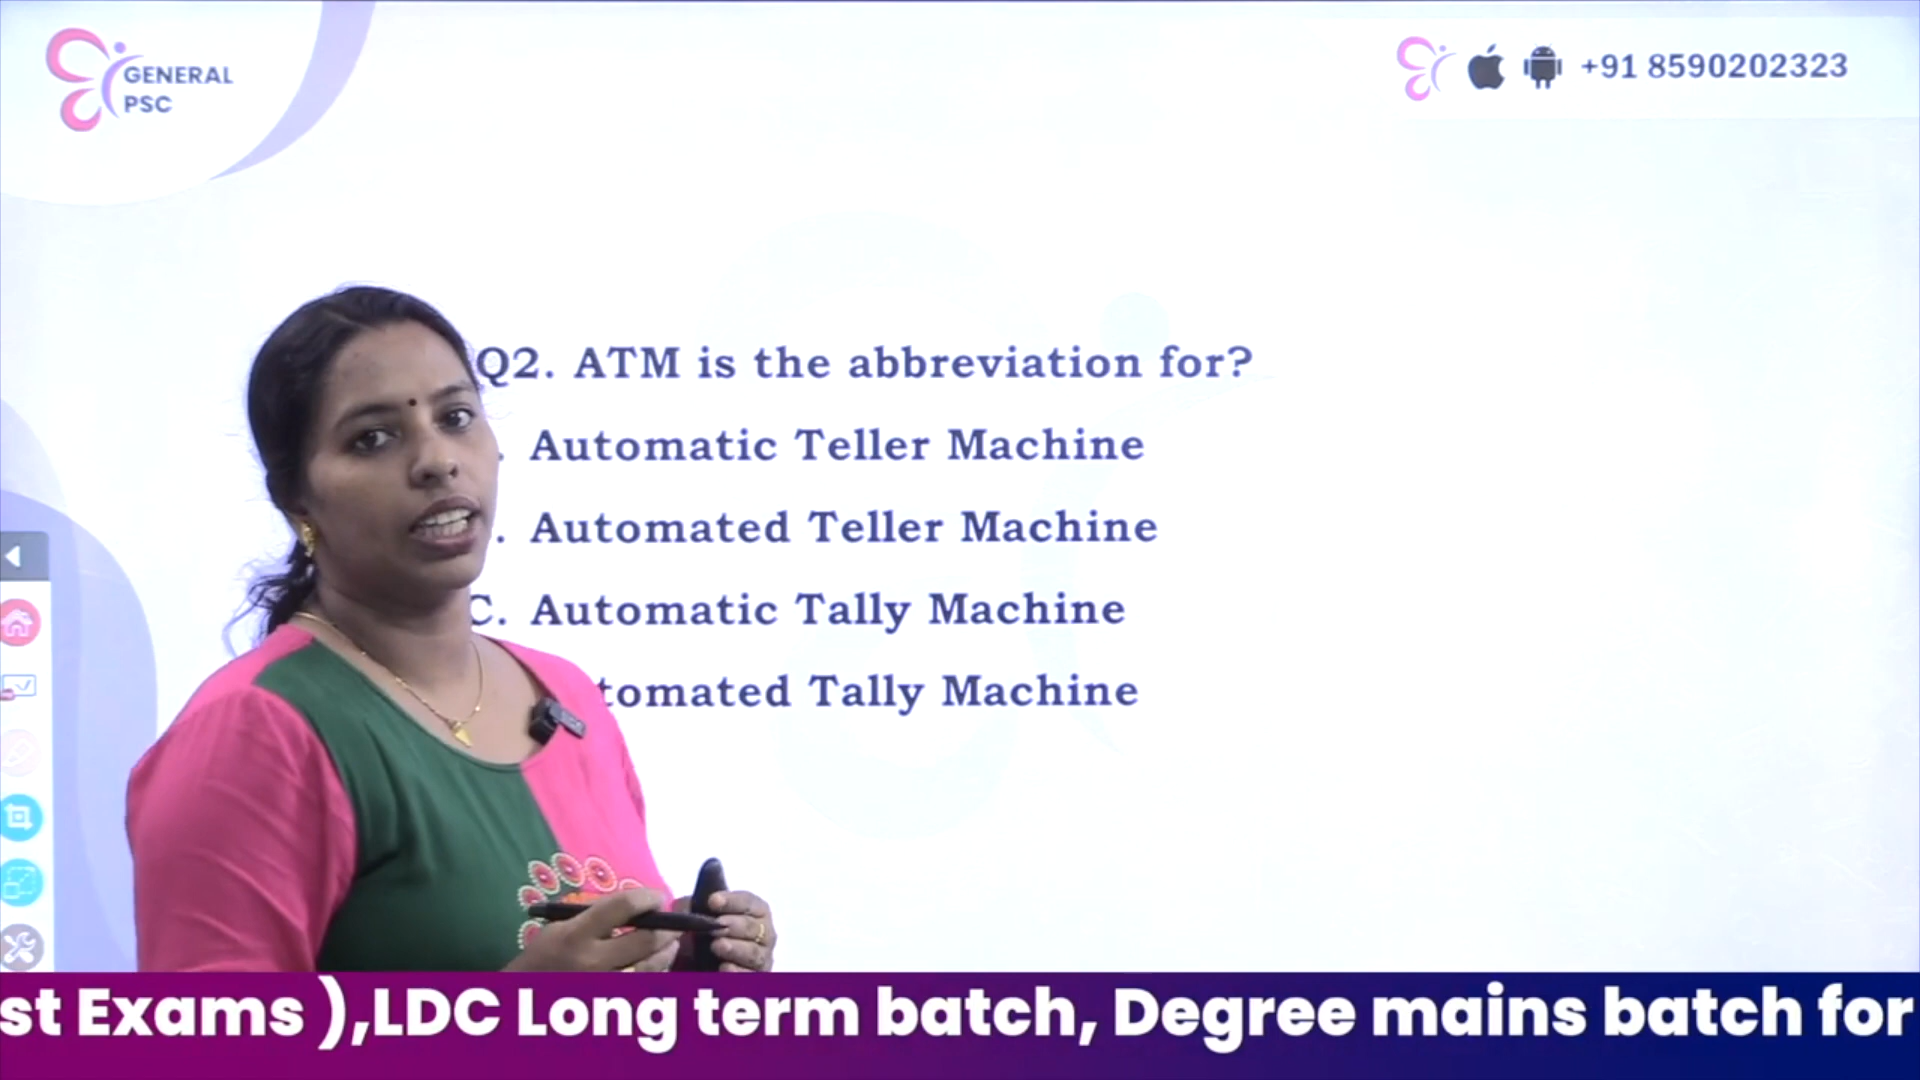 GENERAL
PSC
+91 8590202323
Q2. ATM is the abbreviation for?
. Automatic Teller Machine
. Automated Teller Machine
C. Automatic Tally Machine
tomated Tally Machine
st Exams ),LDC Long term batch, Degree mains batch for